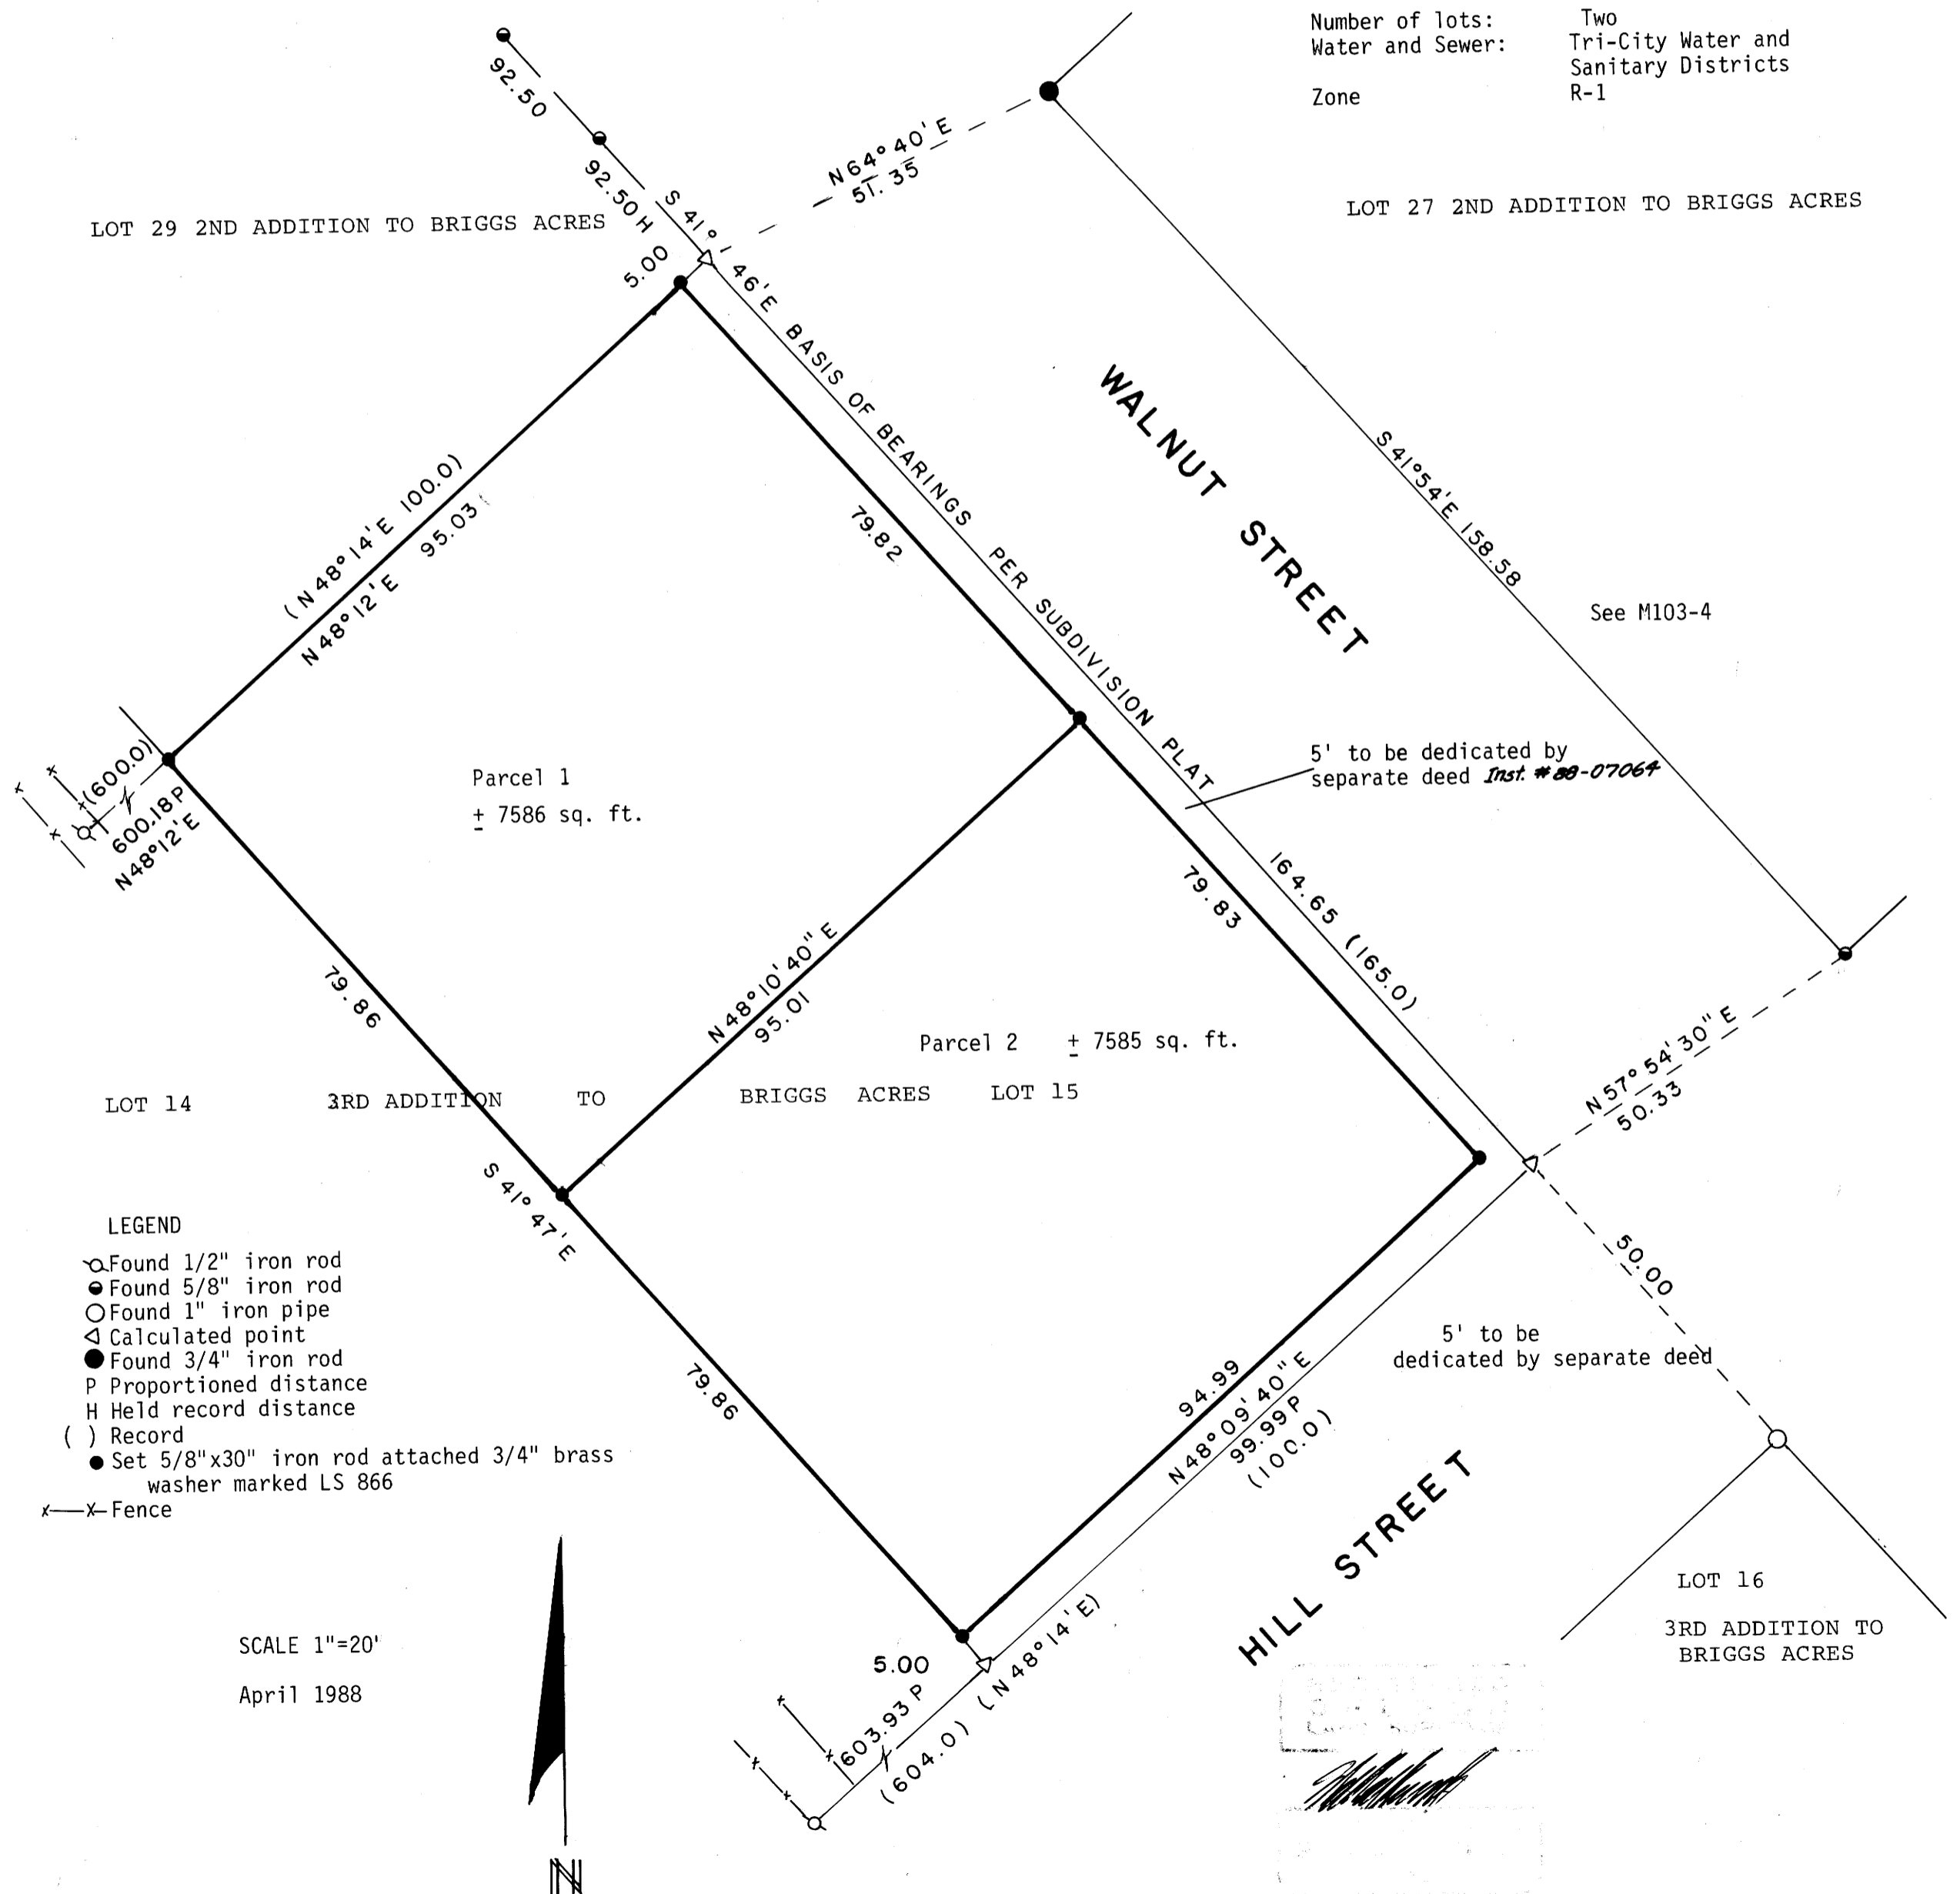 Number of lots: Two
Water and Sewer: Tri-City Water and
Sanitary Districts
Zone R-1
92.50
92.50 H
S 41° 46' E BASIS OF BEARINGS PER SUBDIVISION PLAT
N 64° 40' E
51.35
LOT 29 2ND ADDITION TO BRIGGS ACRES
LOT 27 2ND ADDITION TO BRIGGS ACRES
5.00
WALNUT STREET
S 41° 54' E 158.58
(N 48° 14' E 100.0)
N 48° 12' E 95.03
79.82
See M103-4
(600.0)
600.18 P
N 48° 12' E
Parcel 1
± 7586 sq. ft.
5' to be dedicated by
separate deed Inst. # 88-07064
79.83
164.65 (165.0)
79.86
N 48° 10' 40" E
95.01
Parcel 2 ± 7585 sq. ft.
N 57° 54' 30" E
50.33
LOT 14 3RD ADDITION TO BRIGGS ACRES LOT 15
S 41° 47' E
50.00
LEGEND
Found 1/2" iron rod
Found 5/8" iron rod
Found 1" iron pipe
Calculated point
Found 3/4" iron rod
P Proportioned distance
H Held record distance
( ) Record
Set 5/8"x30" iron rod attached 3/4" brass
washer marked LS 866
x—x Fence
79.86
5' to be
dedicated by separate deed
94.99
N 48° 09' 40" E
99.99 P
(100.0)
HILL STREET
LOT 16
3RD ADDITION TO
BRIGGS ACRES
SCALE 1"=20'
April 1988
5.00
603.93 P
(604.0) (N 48° 14' E)
N